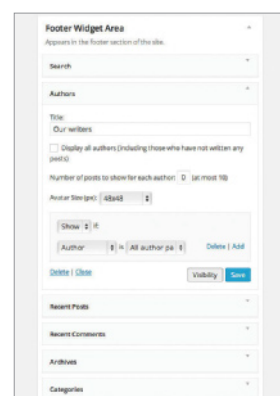 Footer Widget Area
Appears in the footer section of the site.
Search
Authors
Title:
Our writers
Display all authors (including those who have not written any
posts)
Number of posts to show for each author: 0 (at most 10)
Avatar Size (px): 48x48
Show if:
Author is All author pa Delete | Add
Delete | Close Visibility Save
Recent Posts
Recent Comments
Archives
Categories